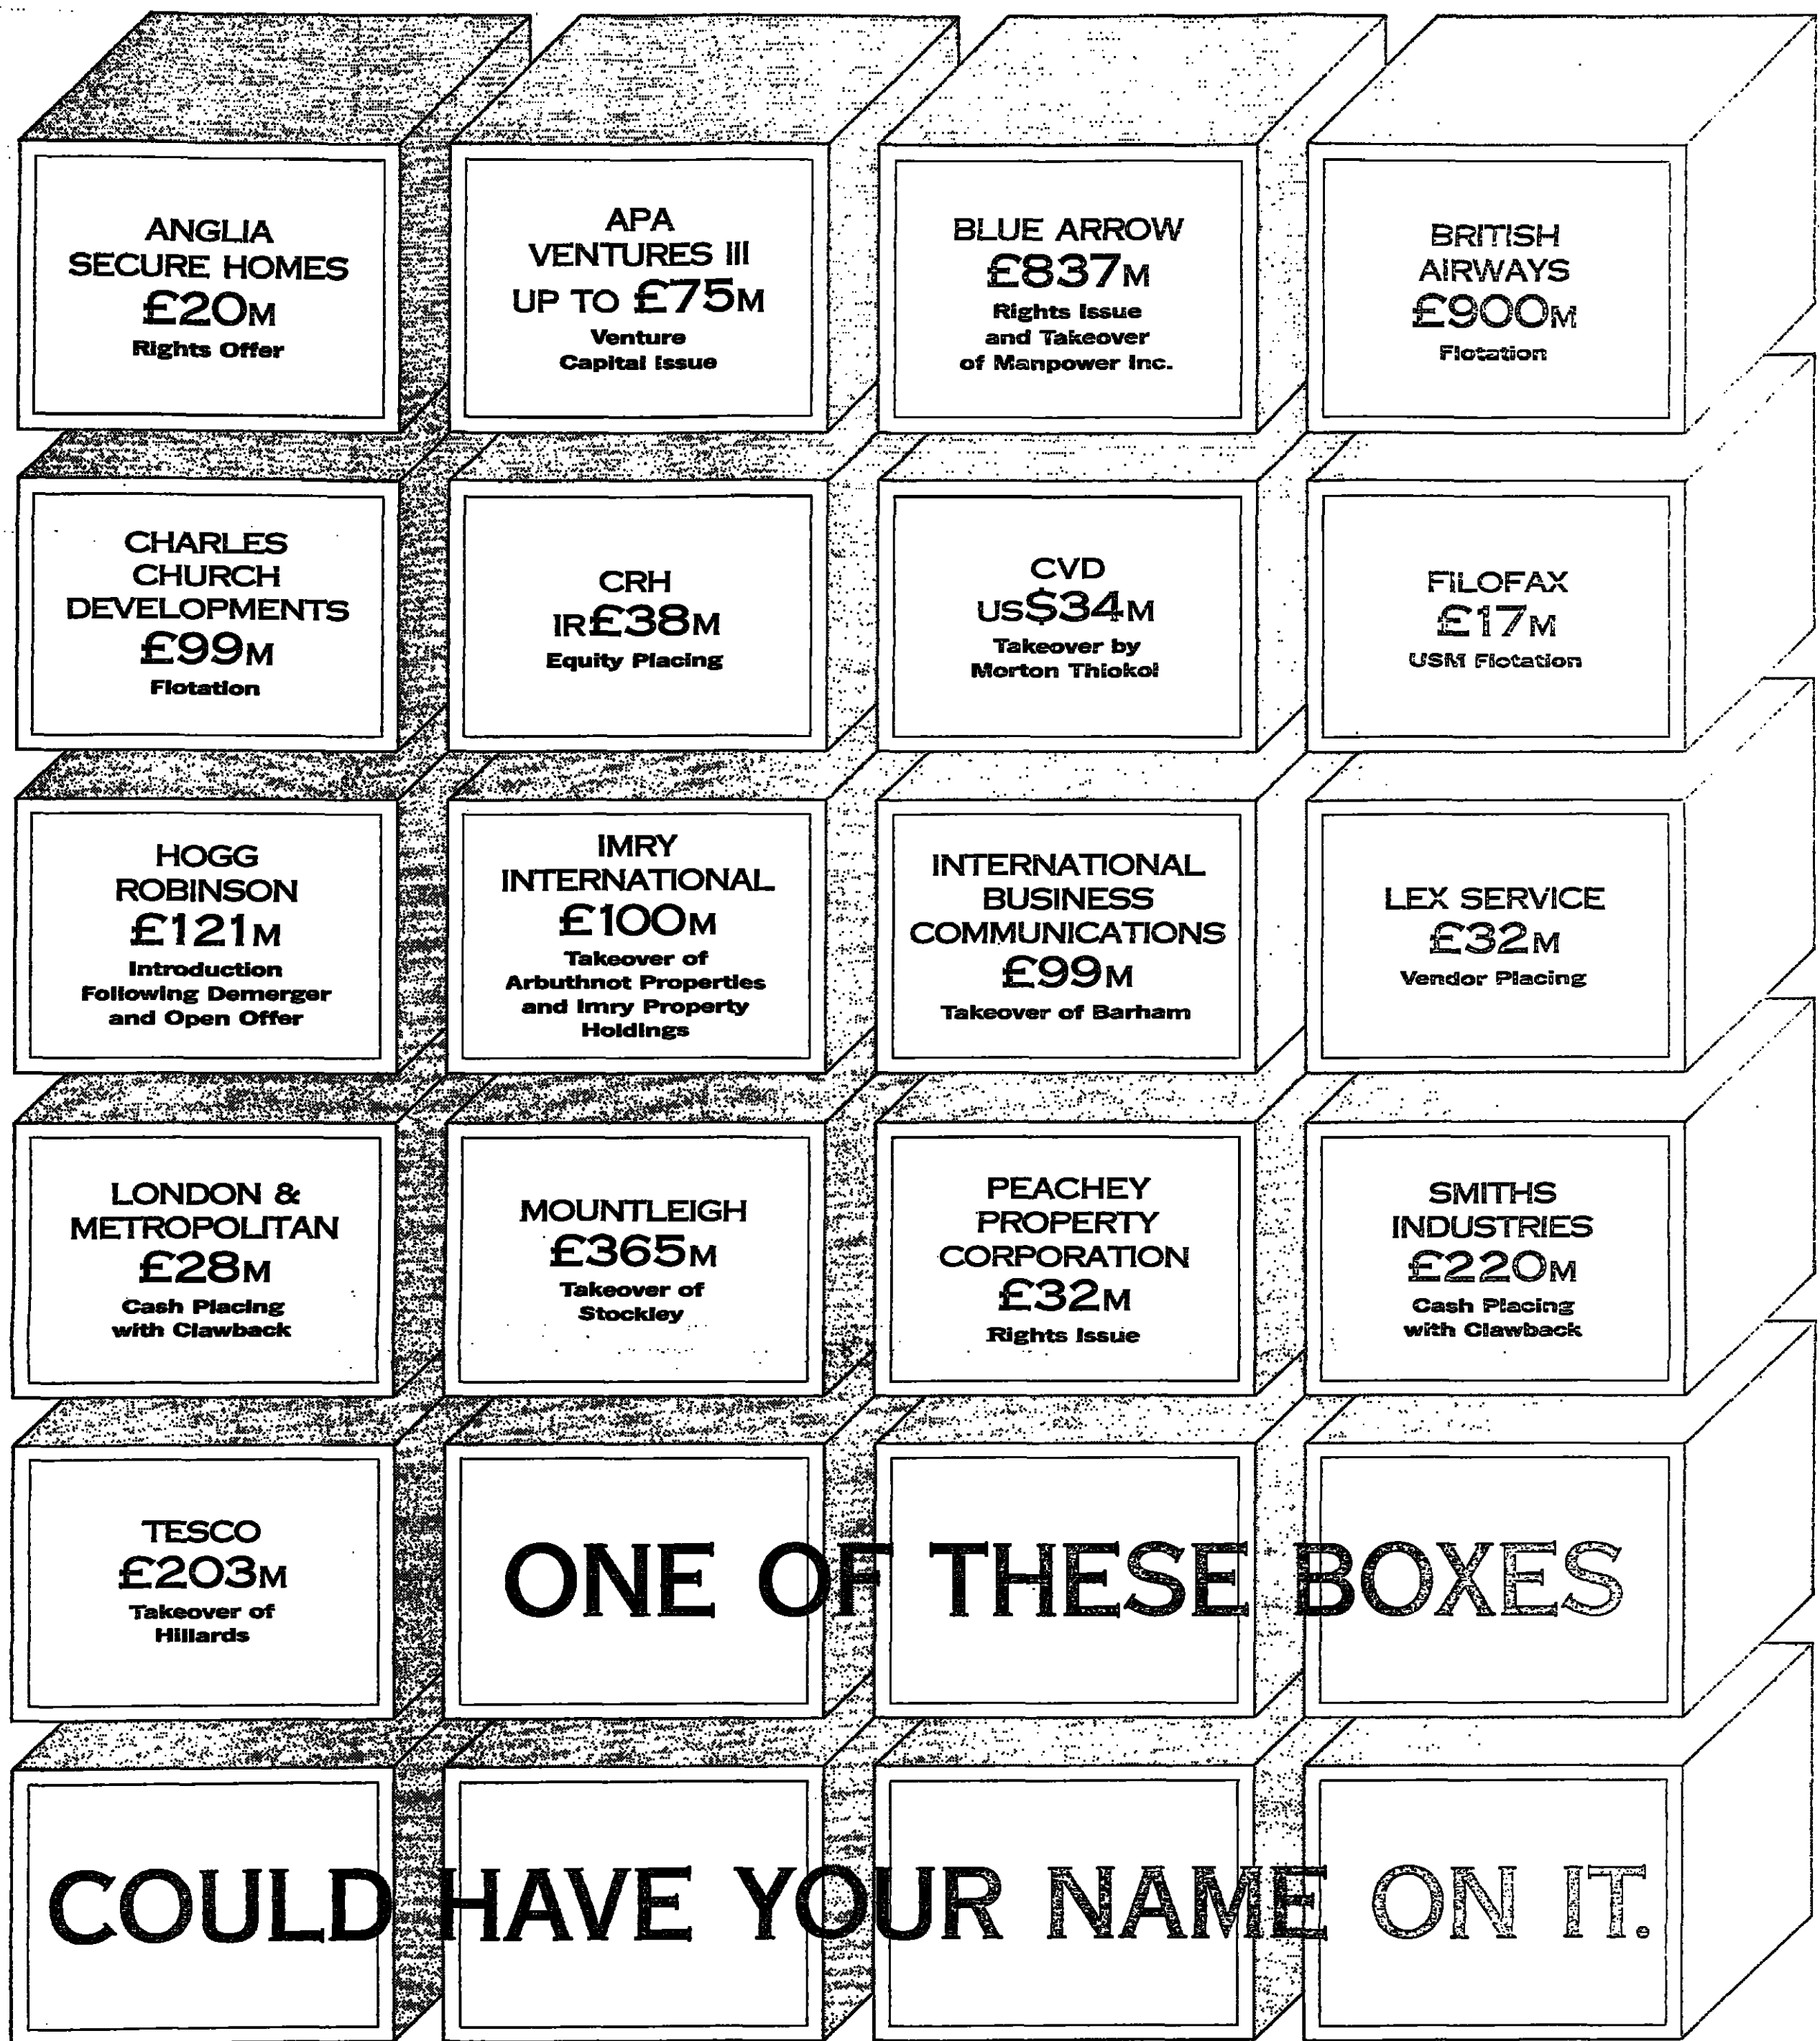 ANGLIA
SECURE HOMES
£20M
Rights Offer
APA
VENTURES III
UP TO £75M
Venture
Capital Issue
BLUE ARROW
£837M
Rights Issue
and Takeover
of Manpower Inc.
BRITISH
AIRWAYS
£900M
Flotation
CHARLES
CHURCH
DEVELOPMENTS
£99M
Flotation
CRH
IR£38M
Equity Placing
CVD
US$34M
Takeover by
Morton Thiokol
FILOFAX
£17M
USM Flotation
HOGG
ROBINSON
£121M
Introduction
Following Demerger
and Open Offer
IMRY
INTERNATIONAL
£100M
Takeover of
Arbuthnot Properties
and Imry Property
Holdings
INTERNATIONAL
BUSINESS
COMMUNICATIONS
£99M
Takeover of Barham
LEX SERVICE
£32M
Vendor Placing
LONDON &
METROPOLITAN
£28M
Cash Placing
with Clawback
MOUNTLEIGH
£365M
Takeover of
Stockley
PEACHEY
PROPERTY
CORPORATION
£32M
Rights Issue
SMITHS
INDUSTRIES
£220M
Cash Placing
with Clawback
TESCO
£203M
Takeover of
Hillards
ONE OF THESE BOXES
COULD HAVE YOUR NAME ON IT.